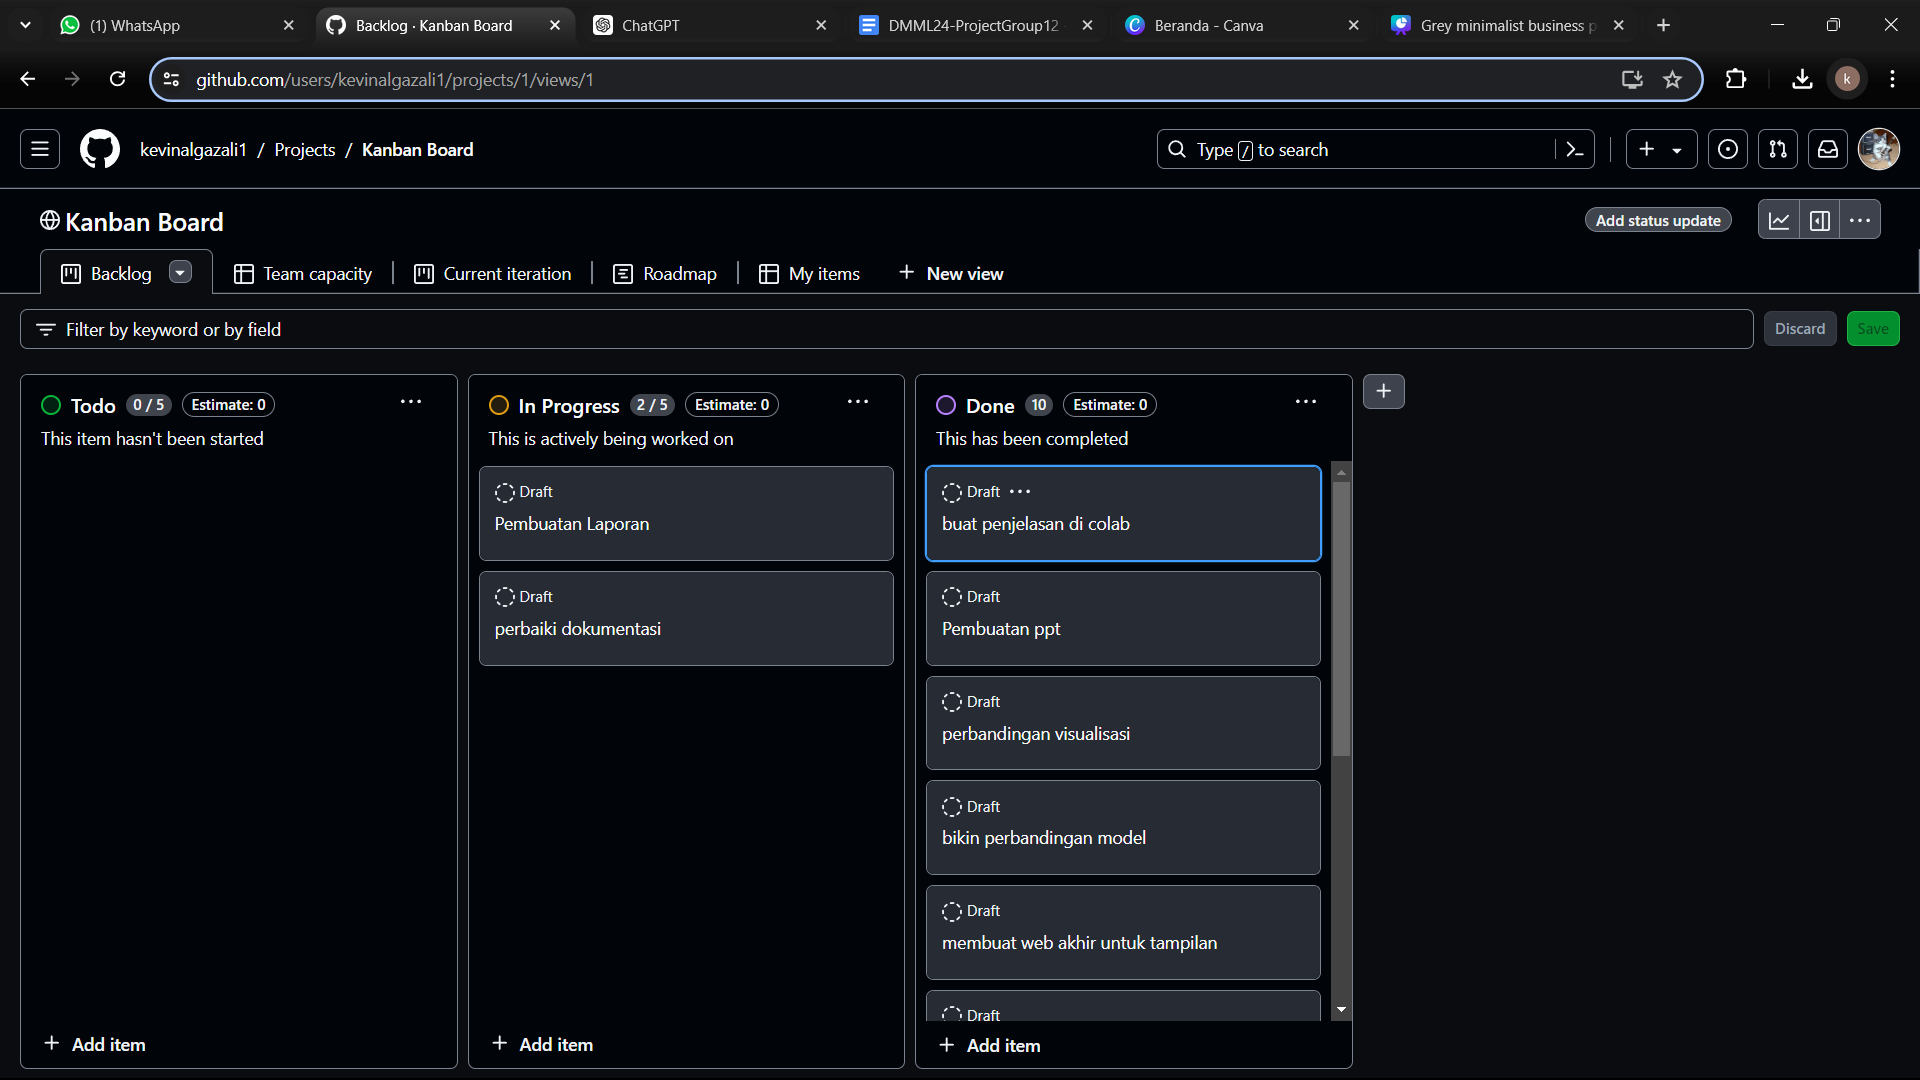 (1) WhatsApp
Backlog · Kanban Board
ChatGPT
DMML24-ProjectGroup12
Beranda - Canva
Grey minimalist business p
github.com/users/kevinalgazali1/projects/1/views/1
k
kevinalgazali1 / Projects / Kanban Board
Type / to search
Kanban Board
Add status update
Backlog
Team capacity
Current iteration
Roadmap
My items
New view
Filter by keyword or by field
Discard
Save
Todo 0 / 5 Estimate: 0
This item hasn't been started
Add item
In Progress 2 / 5 Estimate: 0
This is actively being worked on
Draft
Pembuatan Laporan
Draft
perbaiki dokumentasi
Add item
Done 10 Estimate: 0
This has been completed
Draft
buat penjelasan di colab
Draft
Pembuatan ppt
Draft
perbandingan visualisasi
Draft
bikin perbandingan model
Draft
membuat web akhir untuk tampilan
Draft
Add item